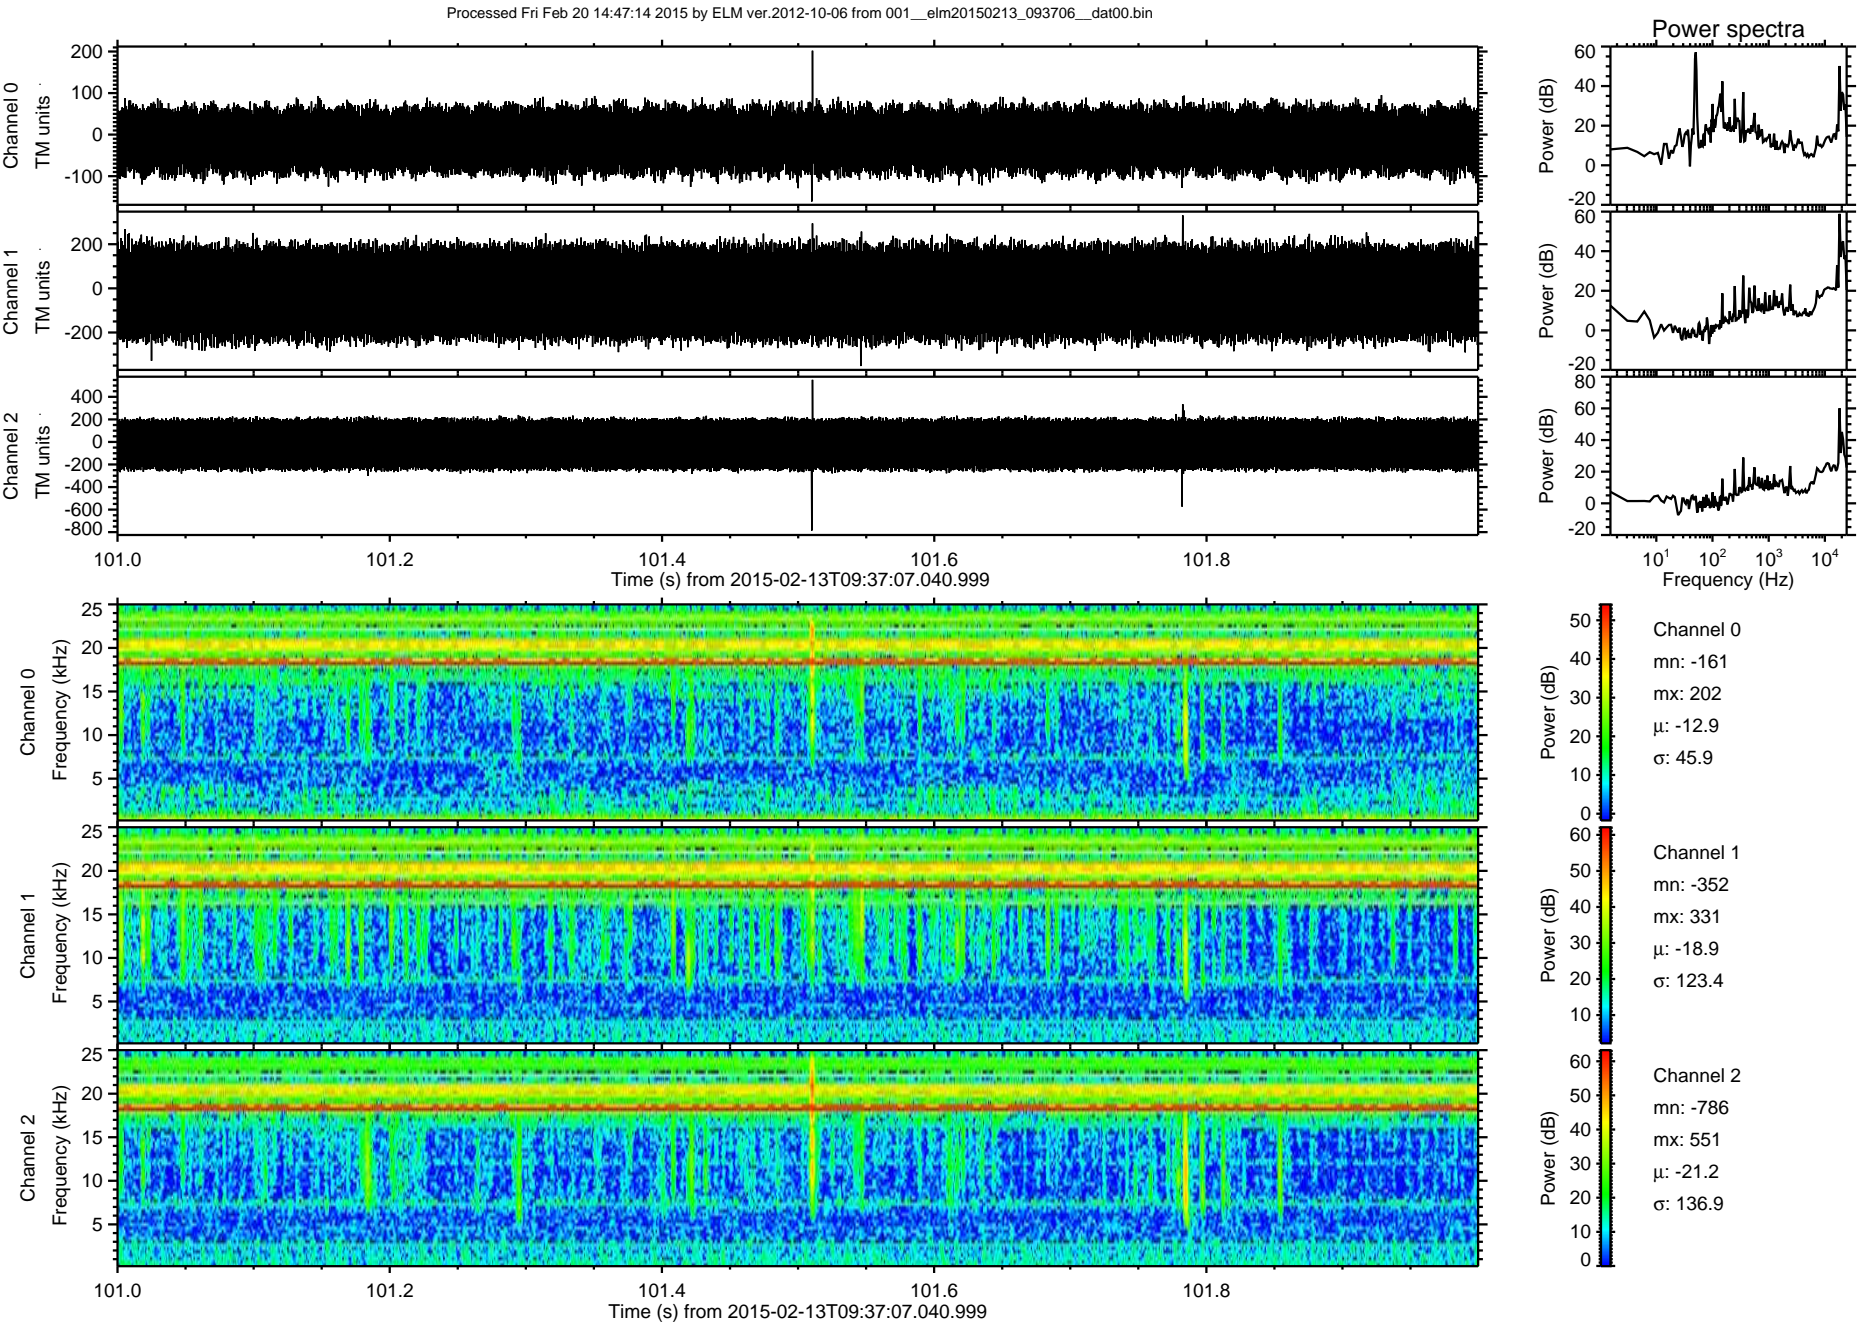 Processed Fri Feb 20 14:47:14 2015 by ELM ver.2012-10-06 from 001__elm20150213_093706__dat00.bin
Power spectra
Channel 0
TM units
200
100
0
-100
Power (dB)
60
40
20
0
-20
Channel 1
TM units
200
0
-200
Power (dB)
60
40
20
0
-20
Channel 2
TM units
400
200
0
-200
-400
-600
-800
Power (dB)
80
60
40
20
0
-20
101.0 101.2 101.4 101.6 101.8
Time (s) from 2015-02-13T09:37:07.040.999
10¹ 10² 10³ 10⁴
Frequency (Hz)
Channel 0
Frequency (kHz)
25
20
15
10
5
Power (dB)
50
40
30
20
10
0
Channel 0
mn: -161
mx: 202
μ: -12.9
σ: 45.9
Channel 1
Frequency (kHz)
25
20
15
10
5
Power (dB)
60
50
40
30
20
10
Channel 1
mn: -352
mx: 331
μ: -18.9
σ: 123.4
Channel 2
Frequency (kHz)
25
20
15
10
5
Power (dB)
60
50
40
30
20
10
0
Channel 2
mn: -786
mx: 551
μ: -21.2
σ: 136.9
101.0 101.2 101.4 101.6 101.8
Time (s) from 2015-02-13T09:37:07.040.999